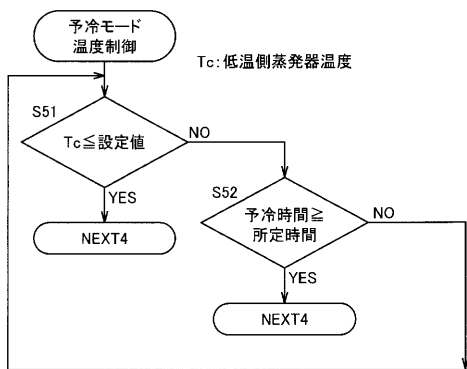 予冷モード
温度制御
Tc:低温側蒸発器温度
S51
Tc≦設定値
NO
YES
S52
NEXT4
予冷時間≧
所定時間
NO
YES
NEXT4